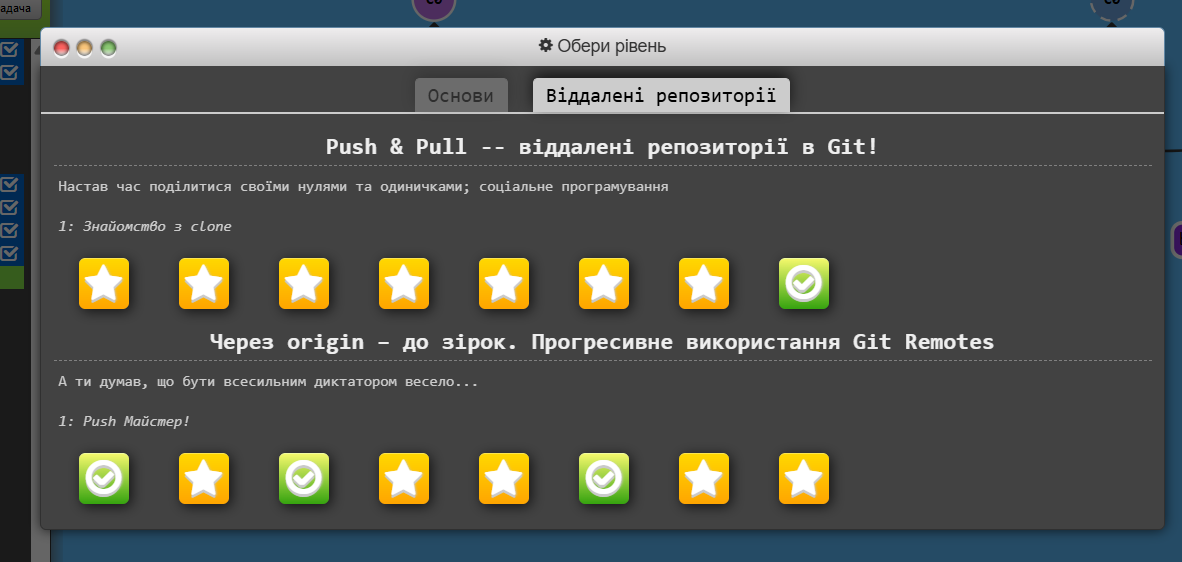 адача
Обери рівень
Основи
Віддалені репозиторії
Push & Pull -- віддалені репозиторії в Git!
Настав час поділитися своїми нулями та одиничками; соціальне програмування
1: Знайомство з clone
Через origin – до зірок. Прогресивне використання Git Remotes
А ти думав, що бути всесильним диктатором весело...
1: Push Майстер!